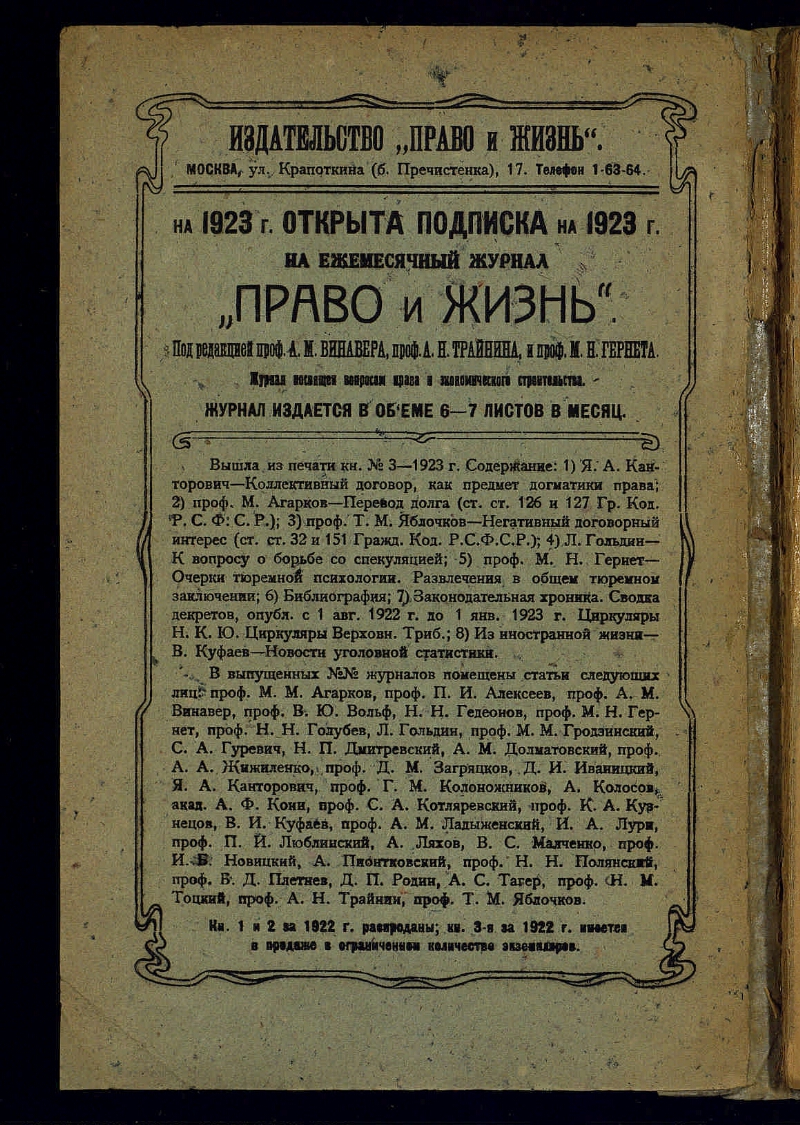 ИЗДАТЕЛЬСТВО „ПРАВО и ЖИЗНЬ“.
МОСКВА, ул. Крапоткина (б. Пречистенка), 17. Телефон 1-63-64.
НА 1923 г. ОТКРЫТА ПОДПИСКА НА 1923 г.
НА ЕЖЕМЕСЯЧНЫЙ ЖУРНАЛ
„ПРАВО и ЖИЗНЬ“.
Под редакцией проф. А. М. ВИНАВЕРА, проф. А. Н. ТРАЙНИНА, и проф. М. Н. ГЕРНЕТА.
Журнал посвящен вопросам права и экономического строительства.
ЖУРНАЛ ИЗДАЕТСЯ В ОБ'ЕМЕ 6—7 ЛИСТОВ В МЕСЯЦ.
Вышла из печати кн. № 3—1923 г. Содержание: 1) Я. А. Кан-
торович—Коллективный договор, как предмет догматики права;
2) проф. М. Агарков—Перевод долга (ст. ст. 126 и 127 Гр. Код.
Р. С. Ф. С. Р.); 3) проф. Т. М. Яблочков—Негативный договорный
интерес (ст. ст. 32 и 151 Гражд. Код. Р.С.Ф.С.Р.); 4) Л. Гольдин—
К вопросу о борьбе со спекуляцией; 5) проф. М. Н. Гернет—
Очерки тюремной психологии. Развлечения в общем тюремном
заключении; 6) Библиография; 7) Законодательная хроника. Сводка
декретов, опубл. с 1 авг. 1922 г. до 1 янв. 1923 г. Циркуляры
Н. К. Ю. Циркуляры Верховн. Триб.; 8) Из иностранной жизни—
В. Куфаев—Новости уголовной статистики.
В выпущенных №№ журналов помещены статьи следующих
лиц: проф. М. М. Агарков, проф. П. И. Алексеев, проф. А. М.
Винавер, проф. В. Ю. Вольф, Н. Н. Гедеонов, проф. М. Н. Гер-
нет, проф. Н. Н. Голубев, Л. Гольдин, проф. М. М. Гродзинский,
С. А. Гуревич, Н. П. Дмитревский, А. М. Долматовский, проф.
А. А. Жижиленко, проф. Д. М. Загряцков, Д. И. Иваницкий,
Я. А. Канторович, проф. Г. М. Колоножников, А. Колосов,
акад. А. Ф. Кони, проф. С. А. Котляревский, проф. К. А. Куз-
нецов, В. И. Куфаев, проф. А. М. Ладыженский, И. А. Лури,
проф. П. И. Люблинский, А. Ляхов, В. С. Малченко, проф.
И. Б. Новицкий, А. Пионтковский, проф. Н. Н. Полянский,
проф. В. Д. Плетнев, Д. П. Родин, А. С. Тагер, проф. Н. М.
Тоцкий, проф. А. Н. Трайнин, проф. Т. М. Яблочков.
Кн. 1 и 2 за 1922 г. распроданы; кн. 3-я за 1922 г. имеется
в продаже в ограниченном количестве экземпляров.